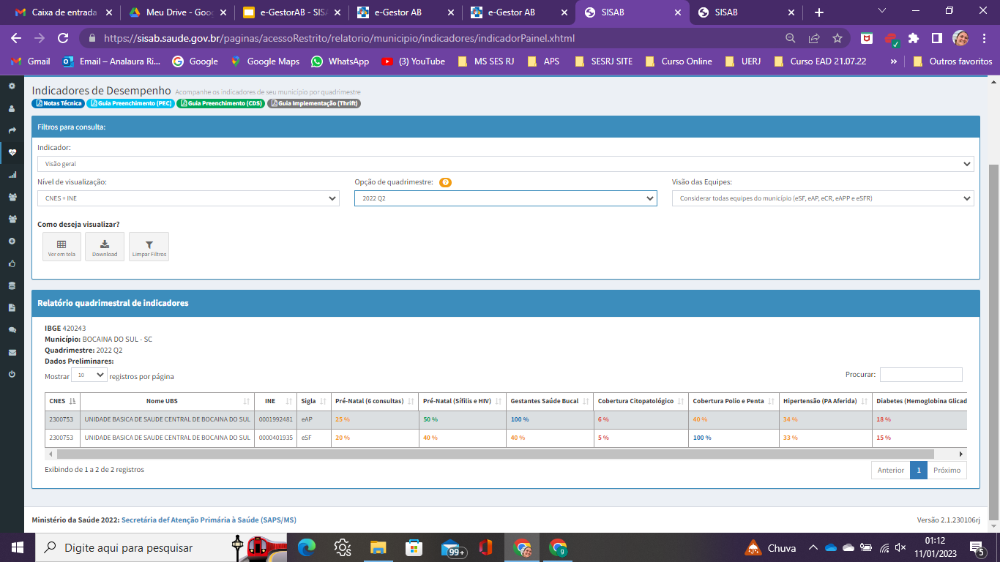 Caixa de entrada
Meu Drive - Goo
e-GestorAB - SIS
e-Gestor AB
e-Gestor AB
SISAB
SISAB
https://sisab.saude.gov.br/paginas/acessoRestrito/relatorio/municipio/indicadores/indicadorPainel.xhtml
Gmail
Email – Analaura Ri...
Google
Google Maps
WhatsApp
(3) YouTube
MS SES RJ
APS
SESRJ SITE
Curso Online
UERJ
Curso EAD 21.07.22
»
Outros favoritos
Indicadores de Desempenho Acompanhe os indicadores de seu município por quadrimestre
Notas Técnica
Guia Preenchimento (PEC)
Guia Preenchimento (CDS)
Guia Implementação (Thrift)
Filtros para consulta:
Indicador:
Visão geral
Nível de visualização: Opção de quadrimestre: Visão das Equipes:
CNES + INE 2022 Q2 Considerar todas equipes do município (eSF, eAP, eCR, eAPP e eSFR)
Como deseja visualizar?
Ver em tela Download Limpar Filtros
Relatório quadrimestral de indicadores
IBGE 420243
Município: BOCAINA DO SUL - SC
Quadrimestre: 2022 Q2
Dados Preliminares:
Mostrar 10 registros por página Procurar:
CNES Nome UBS INE Sigla Pré-Natal (6 consultas) Pré-Natal (Sífilis e HIV) Gestantes Saúde Bucal Cobertura Citopatológico Cobertura Polio e Penta Hipertensão (PA Aferida) Diabetes (Hemoglobina Glicad
2300753 UNIDADE BASICA DE SAUDE CENTRAL DE BOCAINA DO SUL 0001992481 eAP 25 % 50 % 100 % 6 % 40 % 34 % 18 %
2300753 UNIDADE BASICA DE SAUDE CENTRAL DE BOCAINA DO SUL 0000401935 eSF 20 % 40 % 40 % 5 % 100 % 33 % 15 %
Exibindo de 1 a 2 de 2 registros Anterior 1 Próximo
Ministério da Saúde 2022: Secretária def Atenção Primária à Saúde (SAPS/MS) Versão 2.1.230106rj
Digite aqui para pesquisar
99+
g
Chuva
01:12
11/01/2023
5